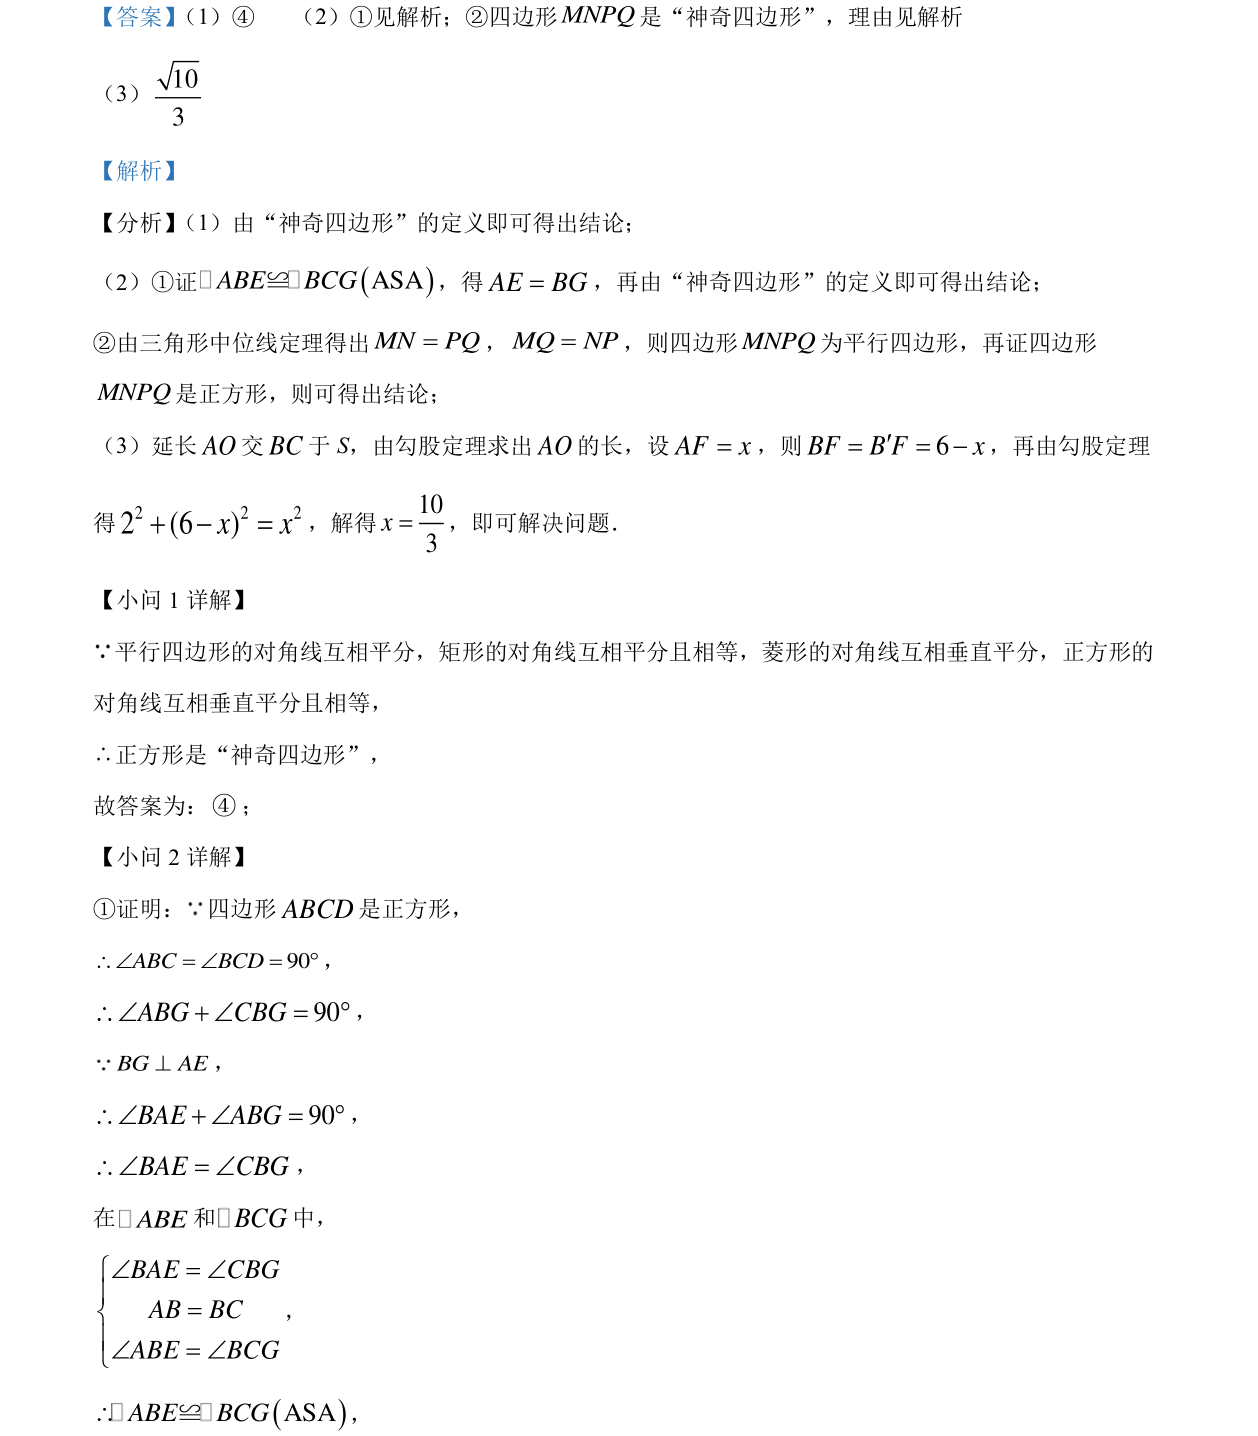 【答案】（1）④ （2）①见解析；②四边形MNPQ是“神奇四边形”，理由见解析
（3）√10/3
【解析】
【分析】（1）由“神奇四边形”的定义即可得出结论；
（2）①证□ABE≌□BCG(ASA)，得AE=BG，再由“神奇四边形”的定义即可得出结论；
②由三角形中位线定理得出MN=PQ，MQ=NP，则四边形MNPQ为平行四边形，再证四边形
MNPQ是正方形，则可得出结论；
（3）延长AO交BC于S，由勾股定理求出AO的长，设AF=x，则BF=B′F=6−x，再由勾股定理
得2²+(6−x)²=x²，解得x=10/3，即可解决问题．
【小问1详解】
∵平行四边形的对角线互相平分，矩形的对角线互相平分且相等，菱形的对角线互相垂直平分，正方形的
对角线互相垂直平分且相等，
∴正方形是“神奇四边形”，
故答案为：④；
【小问2详解】
①证明：∵四边形ABCD是正方形，
∴∠ABC=∠BCD=90°，
∴∠ABG+∠CBG=90°，
∵BG⊥AE，
∴∠BAE+∠ABG=90°，
∴∠BAE=∠CBG，
在□ABE和□BCG中，
∠BAE=∠CBG
AB=BC，
∠ABE=∠BCG
∴□ABE≌□BCG(ASA)，